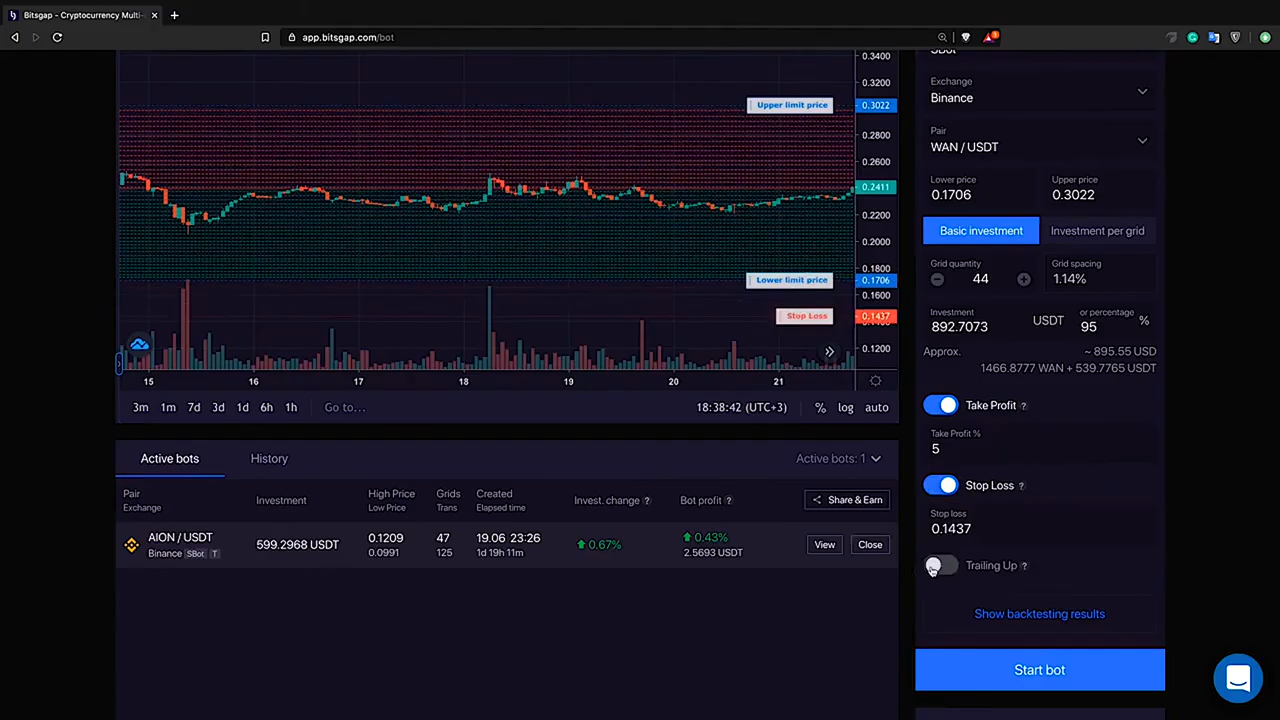 Bitsgap - Cryptocurrency Multi-
app.bitsgap.com/bot
0.3400
0.3200
0.3022
0.2800
0.2600
0.2411
0.2200
0.2000
0.1800
0.1706
0.1600
0.1437
0.1200
Upper limit price
Lower limit price
Stop Loss
15 16 17 18 19 20 21
3m 1m 7d 3d 1d 6h 1h Go to... 18:38:42 (UTC+3) % log auto
Active bots History Active bots: 1
Pair Investment High Price Grids Created Invest. change ? Bot profit ? Share & Earn
Exchange Low Price Trans Elapsed time
AION / USDT 599.2968 USDT 0.1209 47 19.06 23:26 0.67% 0.43% View Close
Binance SBot T 0.0991 125 1d 19h 11m 2.5693 USDT
SBot
Exchange
Binance
Pair
WAN / USDT
Lower price Upper price
0.1706 0.3022
Basic investment Investment per grid
Grid quantity Grid spacing
44 1.14%
Investment or percentage
892.7073 USDT 95 %
Approx. ~ 895.55 USD
1466.8777 WAN + 539.7765 USDT
Take Profit ?
Take Profit %
5
Stop Loss ?
Stop loss
0.1437
Trailing Up ?
Show backtesting results
Start bot